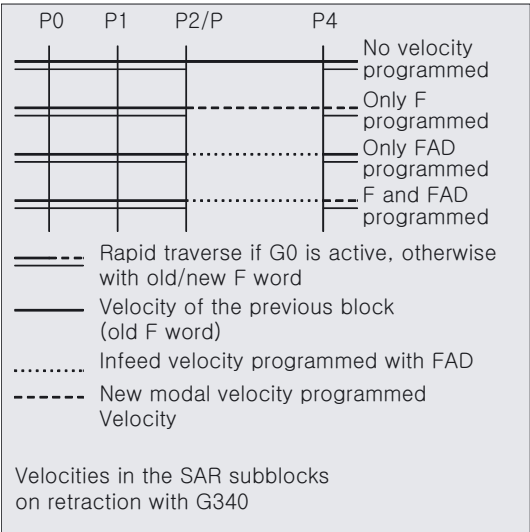 P0 P1 P2/P P4
No velocity
programmed
Only F
programmed
Only FAD
programmed
F and FAD
programmed
Rapid traverse if G0 is active, otherwise
with old/new F word
Velocity of the previous block
(old F word)
Infeed velocity programmed with FAD
New modal velocity programmed
Velocity
Velocities in the SAR subblocks
on retraction with G340